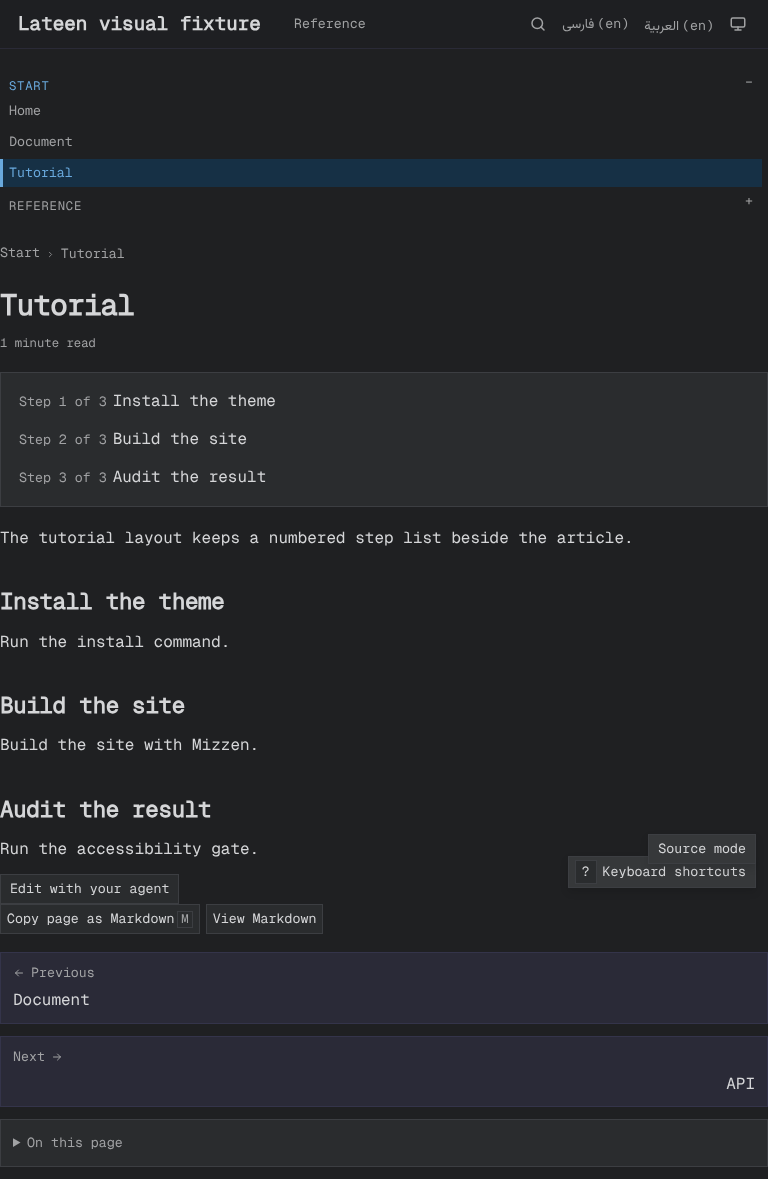 Lateen visual fixture Reference فارسی (en) العربية (en)
START −
Home
Document
Tutorial
REFERENCE +
Start › Tutorial
Tutorial
1 minute read
Step 1 of 3 Install the theme
Step 2 of 3 Build the site
Step 3 of 3 Audit the result
The tutorial layout keeps a numbered step list beside the article.
Install the theme
Run the install command.
Build the site
Build the site with Mizzen.
Audit the result
Run the accessibility gate.
Source mode
? Keyboard shortcuts
Edit with your agent
Copy page as Markdown M View Markdown
← Previous
Document
Next →
API
▶ On this page